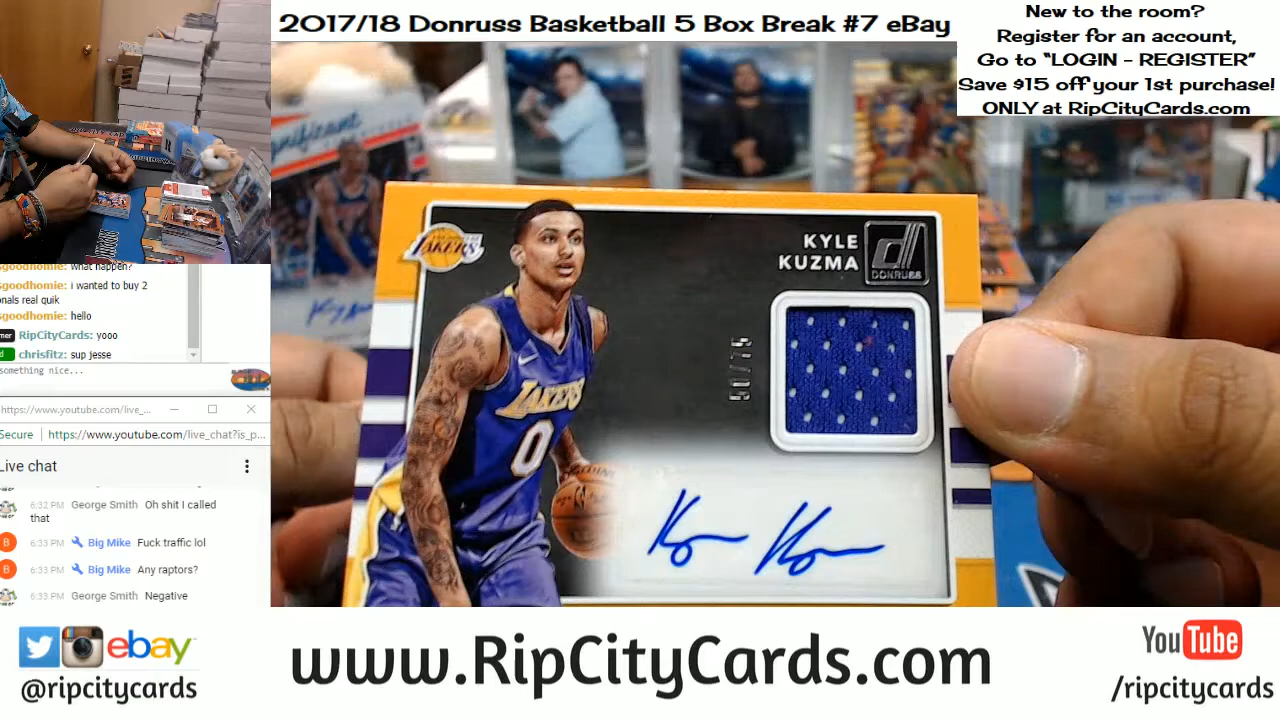 2017/18 Donruss Basketball 5 Box Break #7 eBay
New to the room?
Register for an account,
Go to “LOGIN - REGISTER”
Save $15 off your 1st purchase!
ONLY at RipCityCards.com
LAKERS
KYLE
KUZMA
DONRUSS
50/75
LAKERS
0
goodhomie: what happen?
goodhomie: i wanted to buy 2
onals real quik
goodhomie: hello
RipCityCards: yooo
chrisfitz: sup jesse
something nice...
https://www.youtube.com/live_...
Secure https://www.youtube.com/live_chat?is_p...
Live chat
6:32 PM George Smith Oh shit I called
that
6:33 PM Big Mike Fuck traffic lol
6:33 PM Big Mike Any raptors?
6:33 PM George Smith Negative
ebay
@ripcitycards
www.RipCityCards.com
YouTube
/ripcitycards